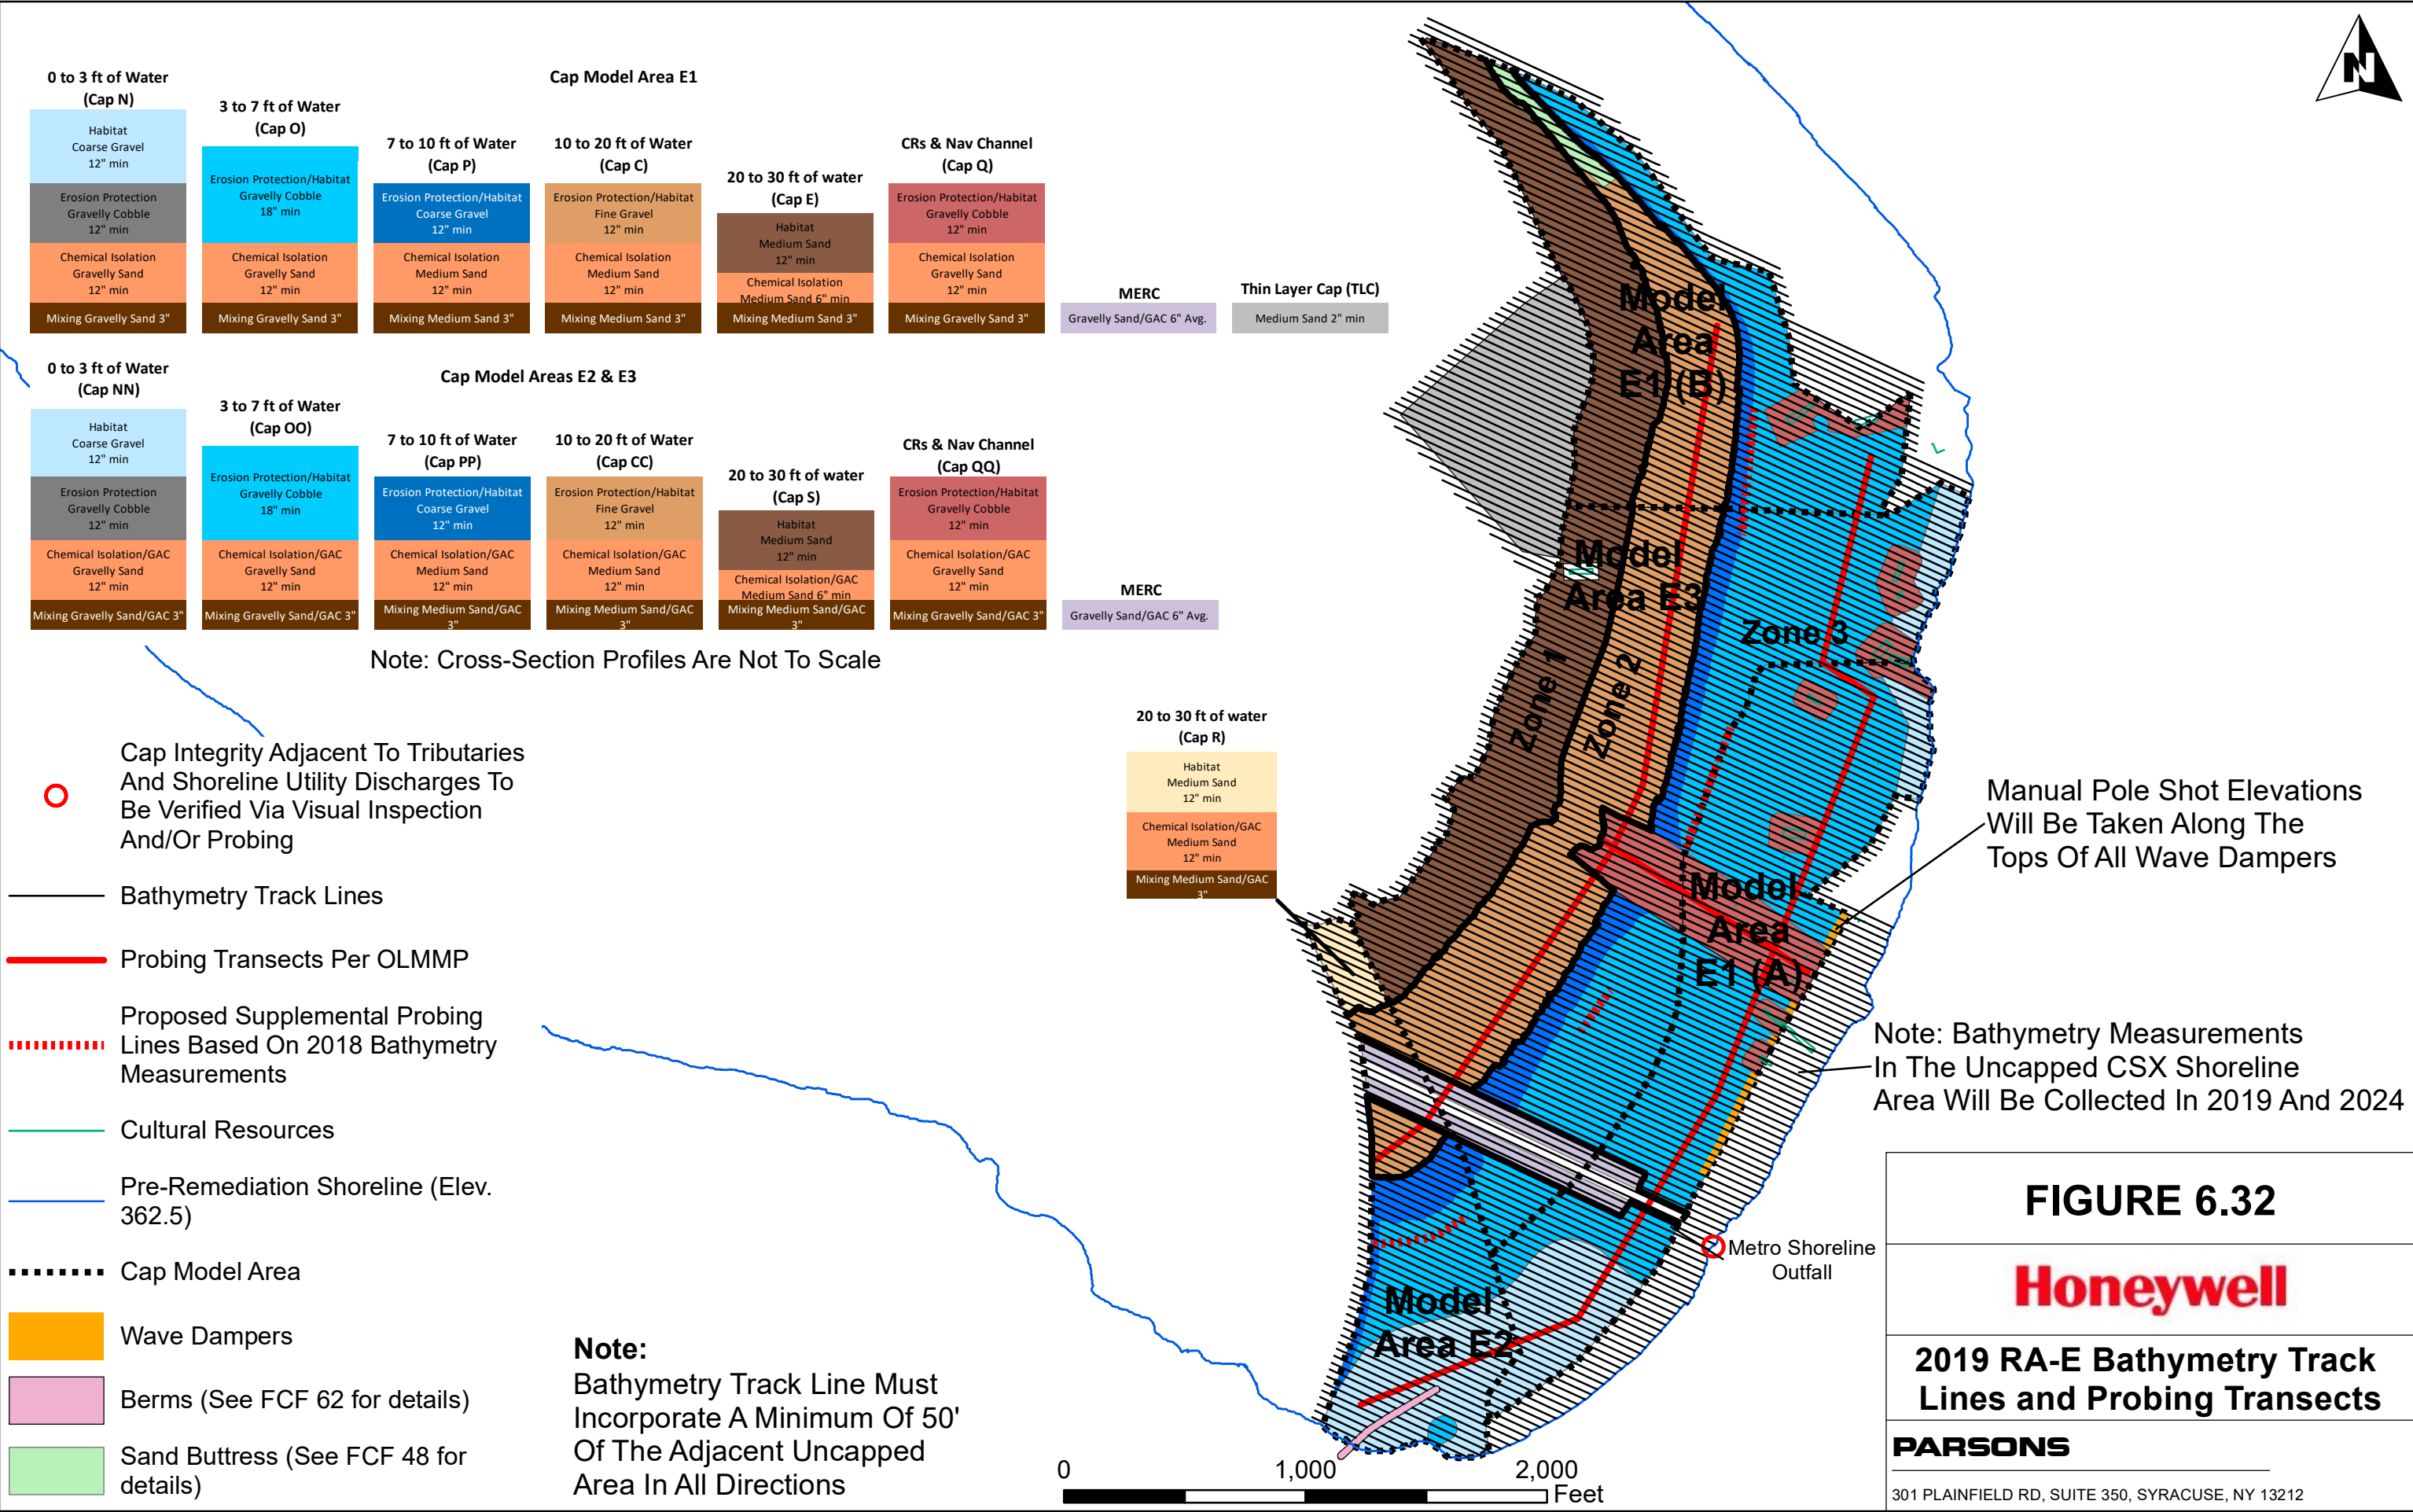 Cap Model Area E1
0 to 3 ft of Water
(Cap N)
Habitat
Coarse Gravel
12" min
Erosion Protection
Gravelly Cobble
12" min
Chemical Isolation
Gravelly Sand
12" min
Mixing Gravelly Sand 3"
3 to 7 ft of Water
(Cap O)
Erosion Protection/Habitat
Gravelly Cobble
18" min
Chemical Isolation
Gravelly Sand
12" min
Mixing Gravelly Sand 3"
7 to 10 ft of Water
(Cap P)
Erosion Protection/Habitat
Coarse Gravel
12" min
Chemical Isolation
Medium Sand
12" min
Mixing Medium Sand 3"
10 to 20 ft of Water
(Cap C)
Erosion Protection/Habitat
Fine Gravel
12" min
Chemical Isolation
Medium Sand
12" min
Mixing Medium Sand 3"
20 to 30 ft of water
(Cap E)
Habitat
Medium Sand
12" min
Chemical Isolation
Medium Sand 6" min
Mixing Medium Sand 3"
CRs & Nav Channel
(Cap Q)
Erosion Protection/Habitat
Gravelly Cobble
12" min
Chemical Isolation
Gravelly Sand
12" min
Mixing Gravelly Sand 3"
MERC
Gravelly Sand/GAC 6" Avg.
Thin Layer Cap (TLC)
Medium Sand 2" min
Cap Model Areas E2 & E3
0 to 3 ft of Water
(Cap NN)
Habitat
Coarse Gravel
12" min
Erosion Protection
Gravelly Cobble
12" min
Chemical Isolation/GAC
Gravelly Sand
12" min
Mixing Gravelly Sand/GAC 3"
3 to 7 ft of Water
(Cap OO)
Erosion Protection/Habitat
Gravelly Cobble
18" min
Chemical Isolation/GAC
Gravelly Sand
12" min
Mixing Gravelly Sand/GAC 3"
7 to 10 ft of Water
(Cap PP)
Erosion Protection/Habitat
Coarse Gravel
12" min
Chemical Isolation/GAC
Medium Sand
12" min
Mixing Medium Sand/GAC
3"
10 to 20 ft of Water
(Cap CC)
Erosion Protection/Habitat
Fine Gravel
12" min
Chemical Isolation/GAC
Medium Sand
12" min
Mixing Medium Sand/GAC
3"
20 to 30 ft of water
(Cap S)
Habitat
Medium Sand
12" min
Chemical Isolation/GAC
Medium Sand 6" min
Mixing Medium Sand/GAC
3"
CRs & Nav Channel
(Cap QQ)
Erosion Protection/Habitat
Gravelly Cobble
12" min
Chemical Isolation/GAC
Gravelly Sand
12" min
Mixing Gravelly Sand/GAC 3"
MERC
Gravelly Sand/GAC 6" Avg.
Note: Cross-Section Profiles Are Not To Scale
20 to 30 ft of water
(Cap R)
Habitat
Medium Sand
12" min
Chemical Isolation/GAC
Medium Sand
12" min
Mixing Medium Sand/GAC
3"
Cap Integrity Adjacent To Tributaries
And Shoreline Utility Discharges To
Be Verified Via Visual Inspection
And/Or Probing
Bathymetry Track Lines
Probing Transects Per OLMMP
Proposed Supplemental Probing
Lines Based On 2018 Bathymetry
Measurements
Cultural Resources
Pre-Remediation Shoreline (Elev.
362.5)
Cap Model Area
Wave Dampers
Berms (See FCF 62 for details)
Sand Buttress (See FCF 48 for
details)
Note:
Bathymetry Track Line Must
Incorporate A Minimum Of 50'
Of The Adjacent Uncapped
Area In All Directions
N
Model
Area
E1 (B)
Model
Area E3
Zone 3
Zone 1
Zone 2
Model
Area
E1 (A)
Model
Area E2
Manual Pole Shot Elevations
Will Be Taken Along The
Tops Of All Wave Dampers
Note: Bathymetry Measurements
In The Uncapped CSX Shoreline
Area Will Be Collected In 2019 And 2024
Metro Shoreline
Outfall
0 1,000 2,000
Feet
FIGURE 6.32
Honeywell
2019 RA-E Bathymetry Track
Lines and Probing Transects
PARSONS
301 PLAINFIELD RD, SUITE 350, SYRACUSE, NY 13212